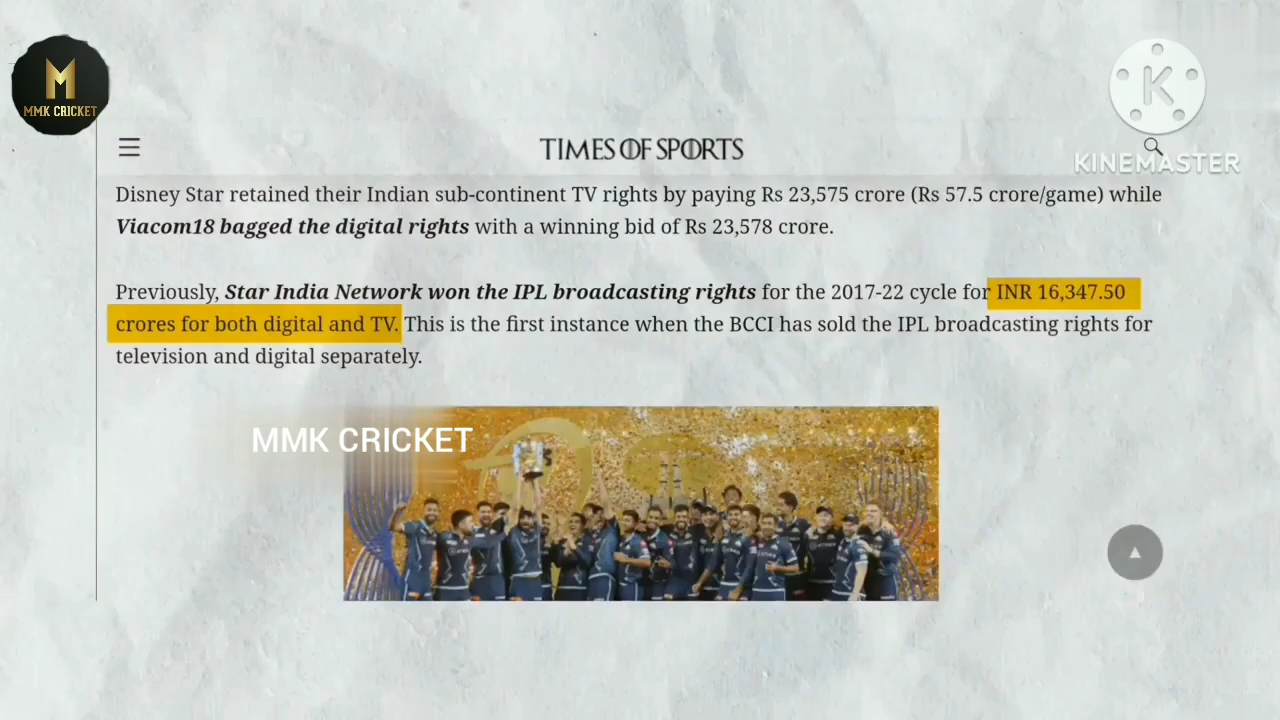 M
MMK CRICKET
K
KINEMASTER
TIMES OF SPORTS
Disney Star retained their Indian sub-continent TV rights by paying Rs 23,575 crore (Rs 57.5 crore/game) while
Viacom18 bagged the digital rights with a winning bid of Rs 23,578 crore.
Previously, Star India Network won the IPL broadcasting rights for the 2017-22 cycle for INR 16,347.50
crores for both digital and TV. This is the first instance when the BCCI has sold the IPL broadcasting rights for
television and digital separately.
MMK CRICKET